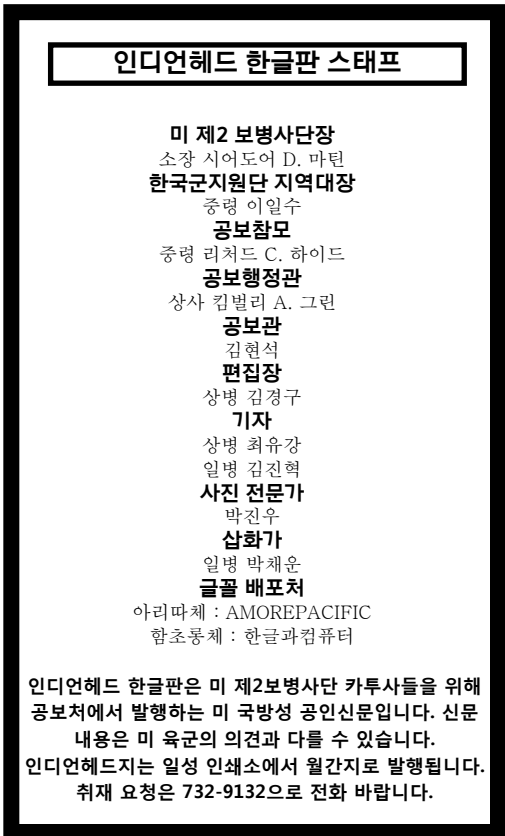 인디언헤드 한글판 스태프
미 제2 보병사단장
소장 시어도어 D. 마틴
한국군지원단 지역대장
중령 이일수
공보참모
중령 리처드 C. 하이드
공보행정관
상사 킴벌리 A. 그린
공보관
김현석
편집장
상병 김경구
기자
상병 최유강
일병 김진혁
사진 전문가
박진우
삽화가
일병 박채운
글꼴 배포처
아리따체 : AMOREPACIFIC
함초롱체 : 한글과컴퓨터
인디언헤드 한글판은 미 제2보병사단 카투사들을 위해
공보처에서 발행하는 미 국방성 공인신문입니다. 신문
내용은 미 육군의 의견과 다를 수 있습니다.
인디언헤드지는 일성 인쇄소에서 월간지로 발행됩니다.
취재 요청은 732-9132으로 전화 바랍니다.